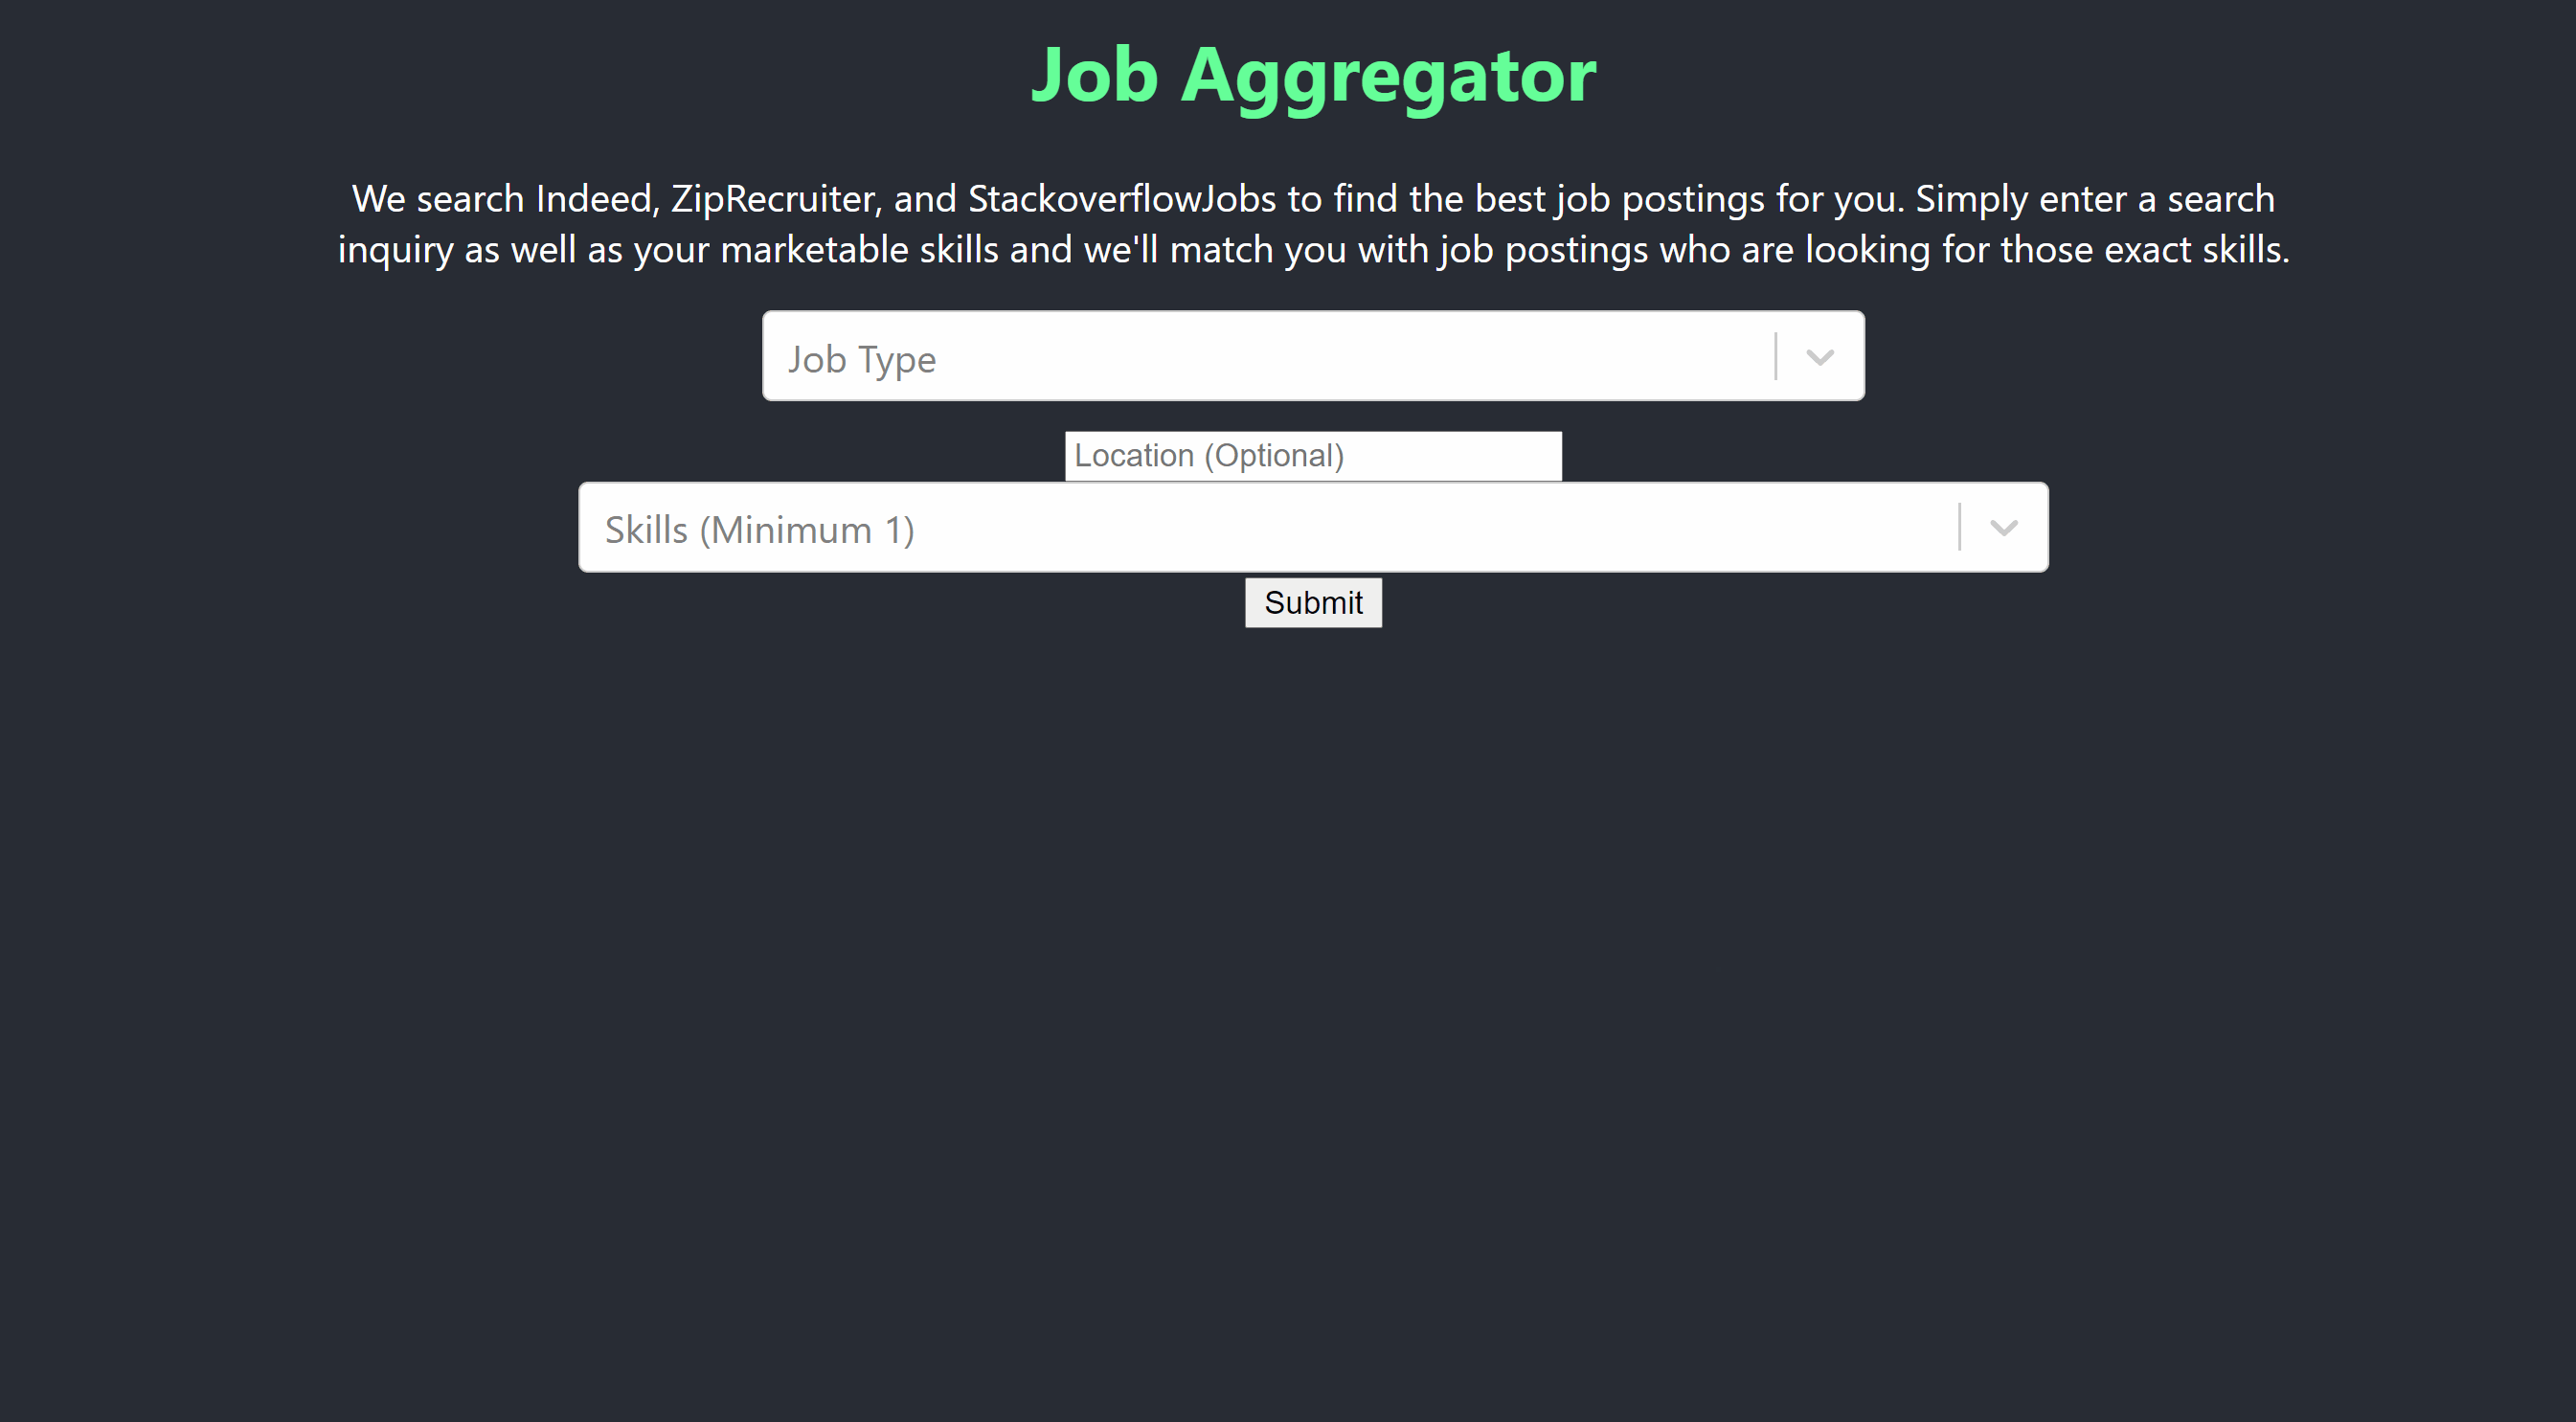 Job Aggregator
We search Indeed, ZipRecruiter, and StackoverflowJobs to find the best job postings for you. Simply enter a search
inquiry as well as your marketable skills and we'll match you with job postings who are looking for those exact skills.
Job Type
Location (Optional)
Skills (Minimum 1)
Submit